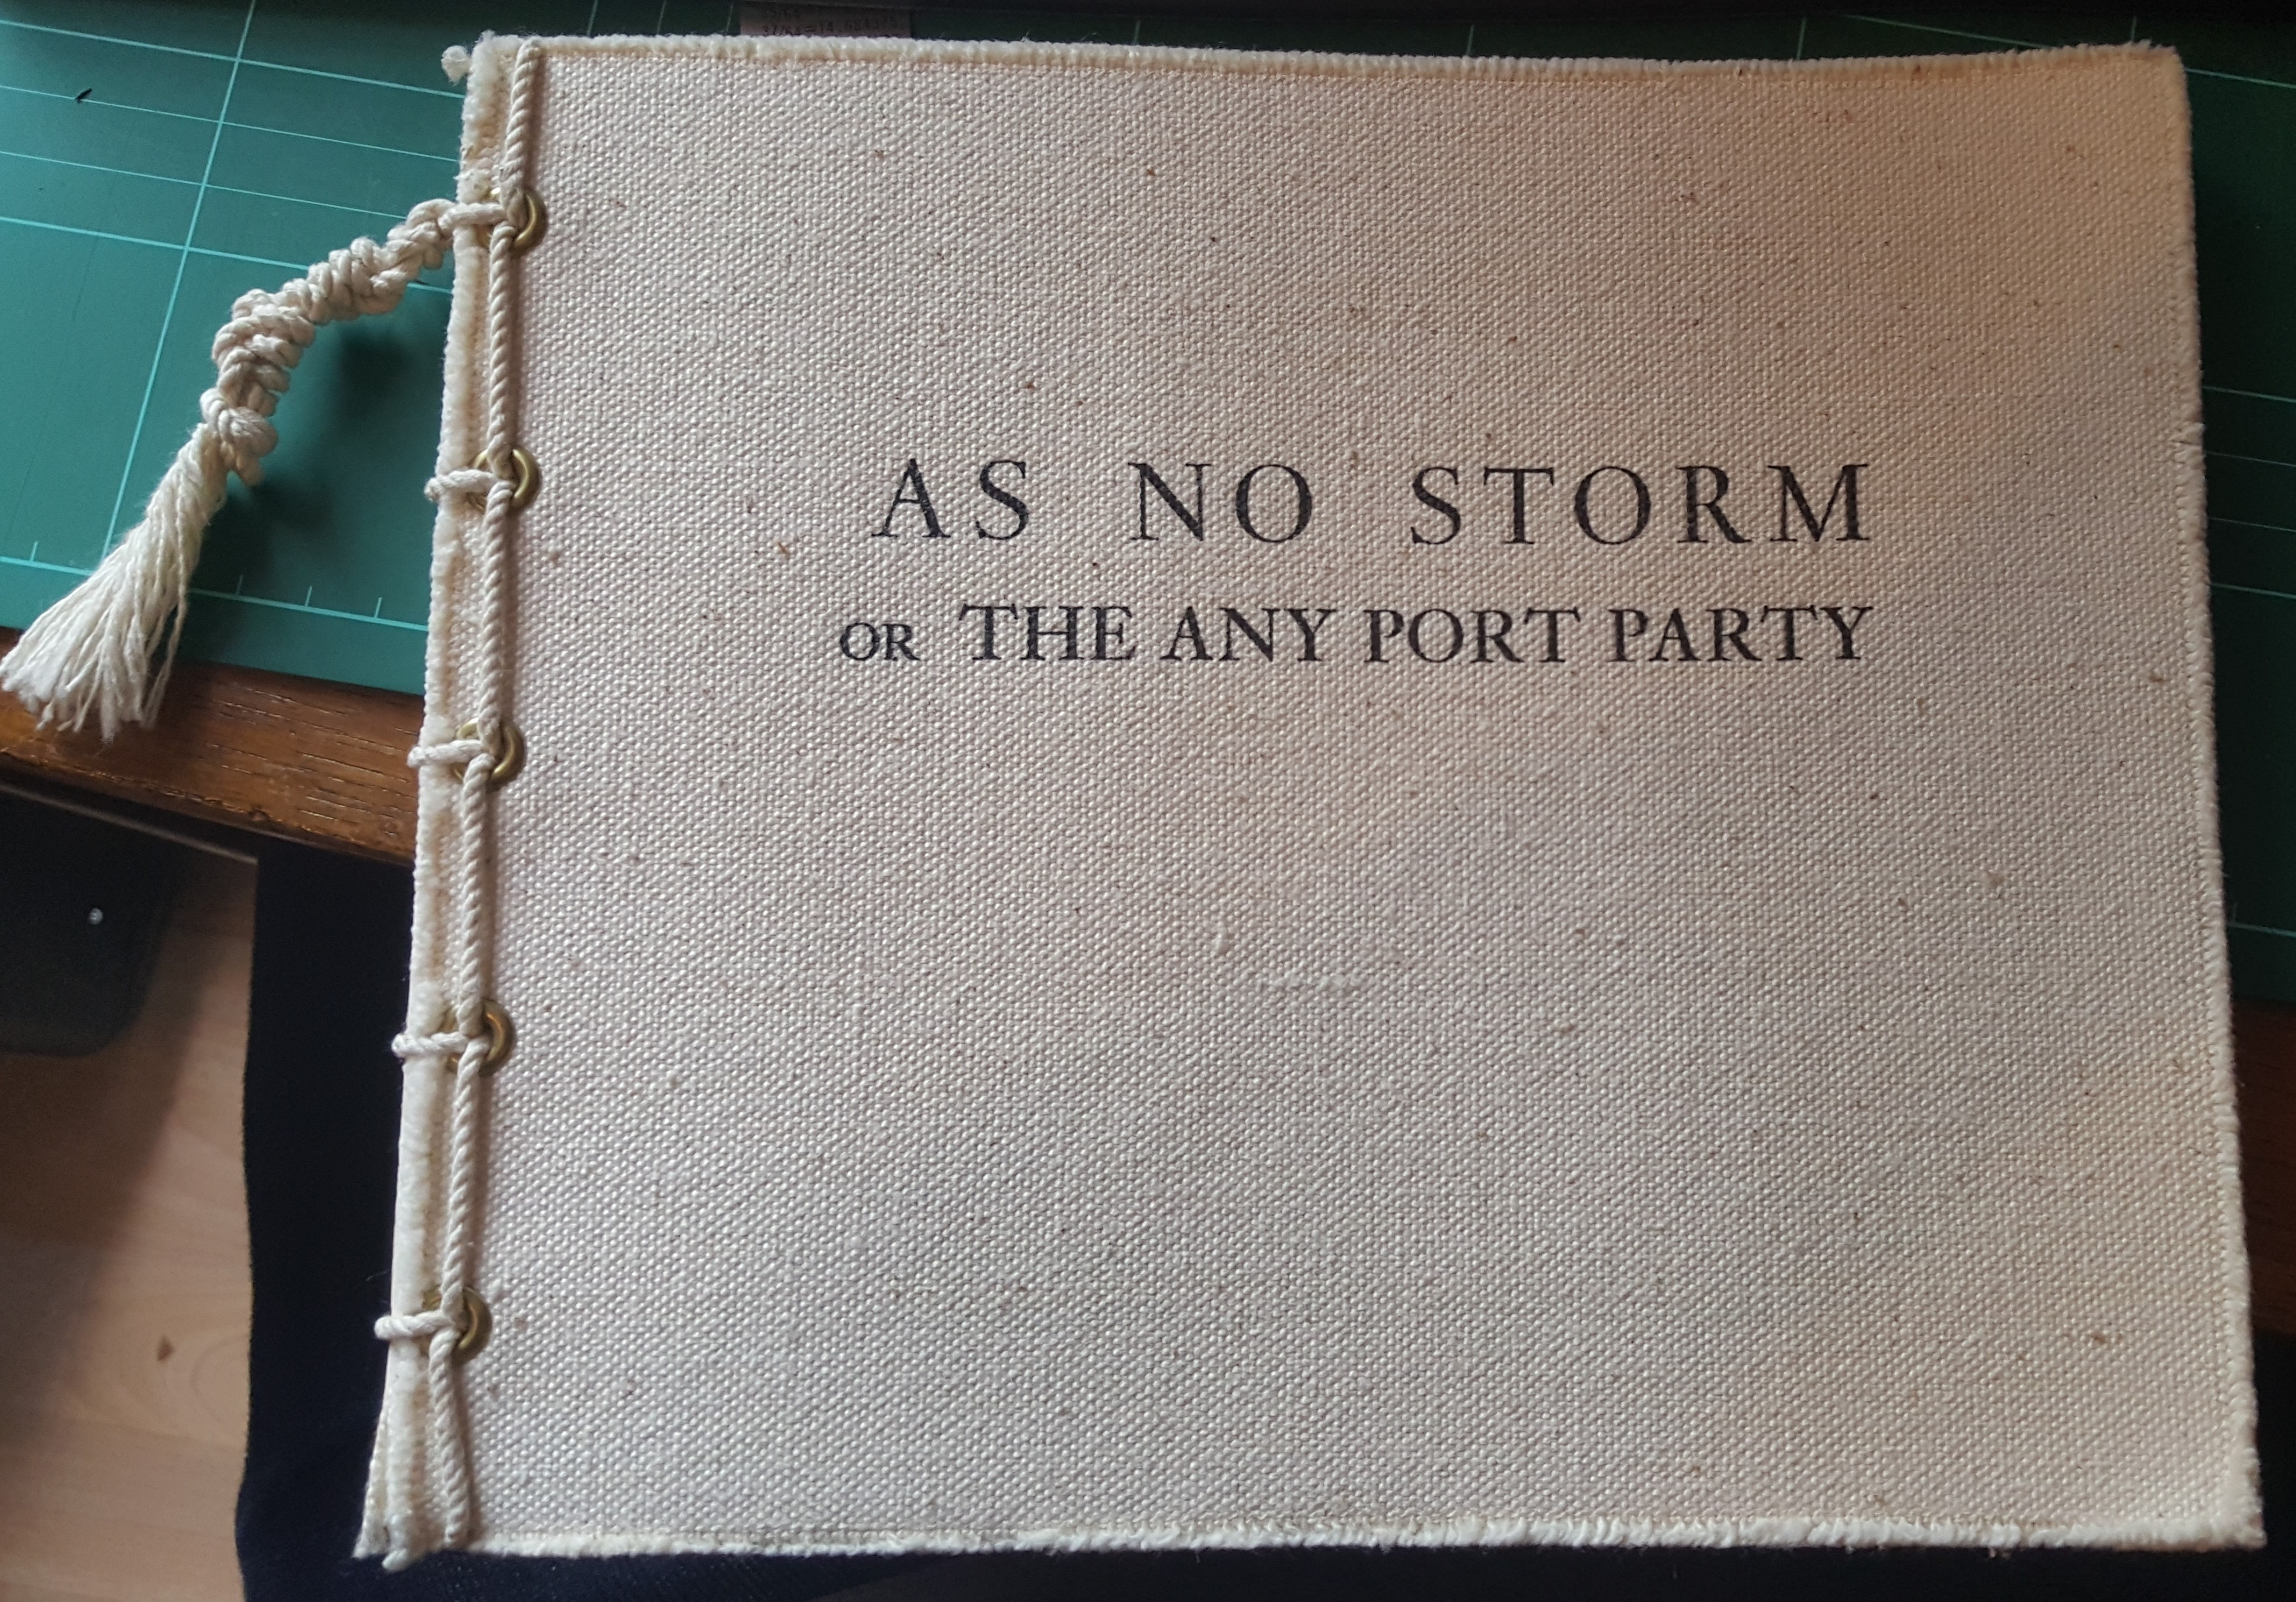 AS NO STORM
OR THE ANY PORT PARTY